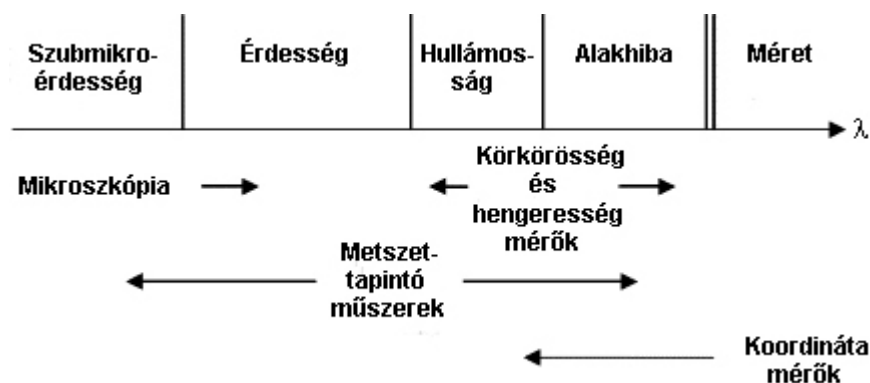 Szubmikro-
érdesség
Érdesség
Hullámos-
ság
Alakhiba
Méret
λ
Mikroszkópia
Körkörösség
és
hengeresség
mérők
Metszet-
tapintó
műszerek
Koordináta
mérők